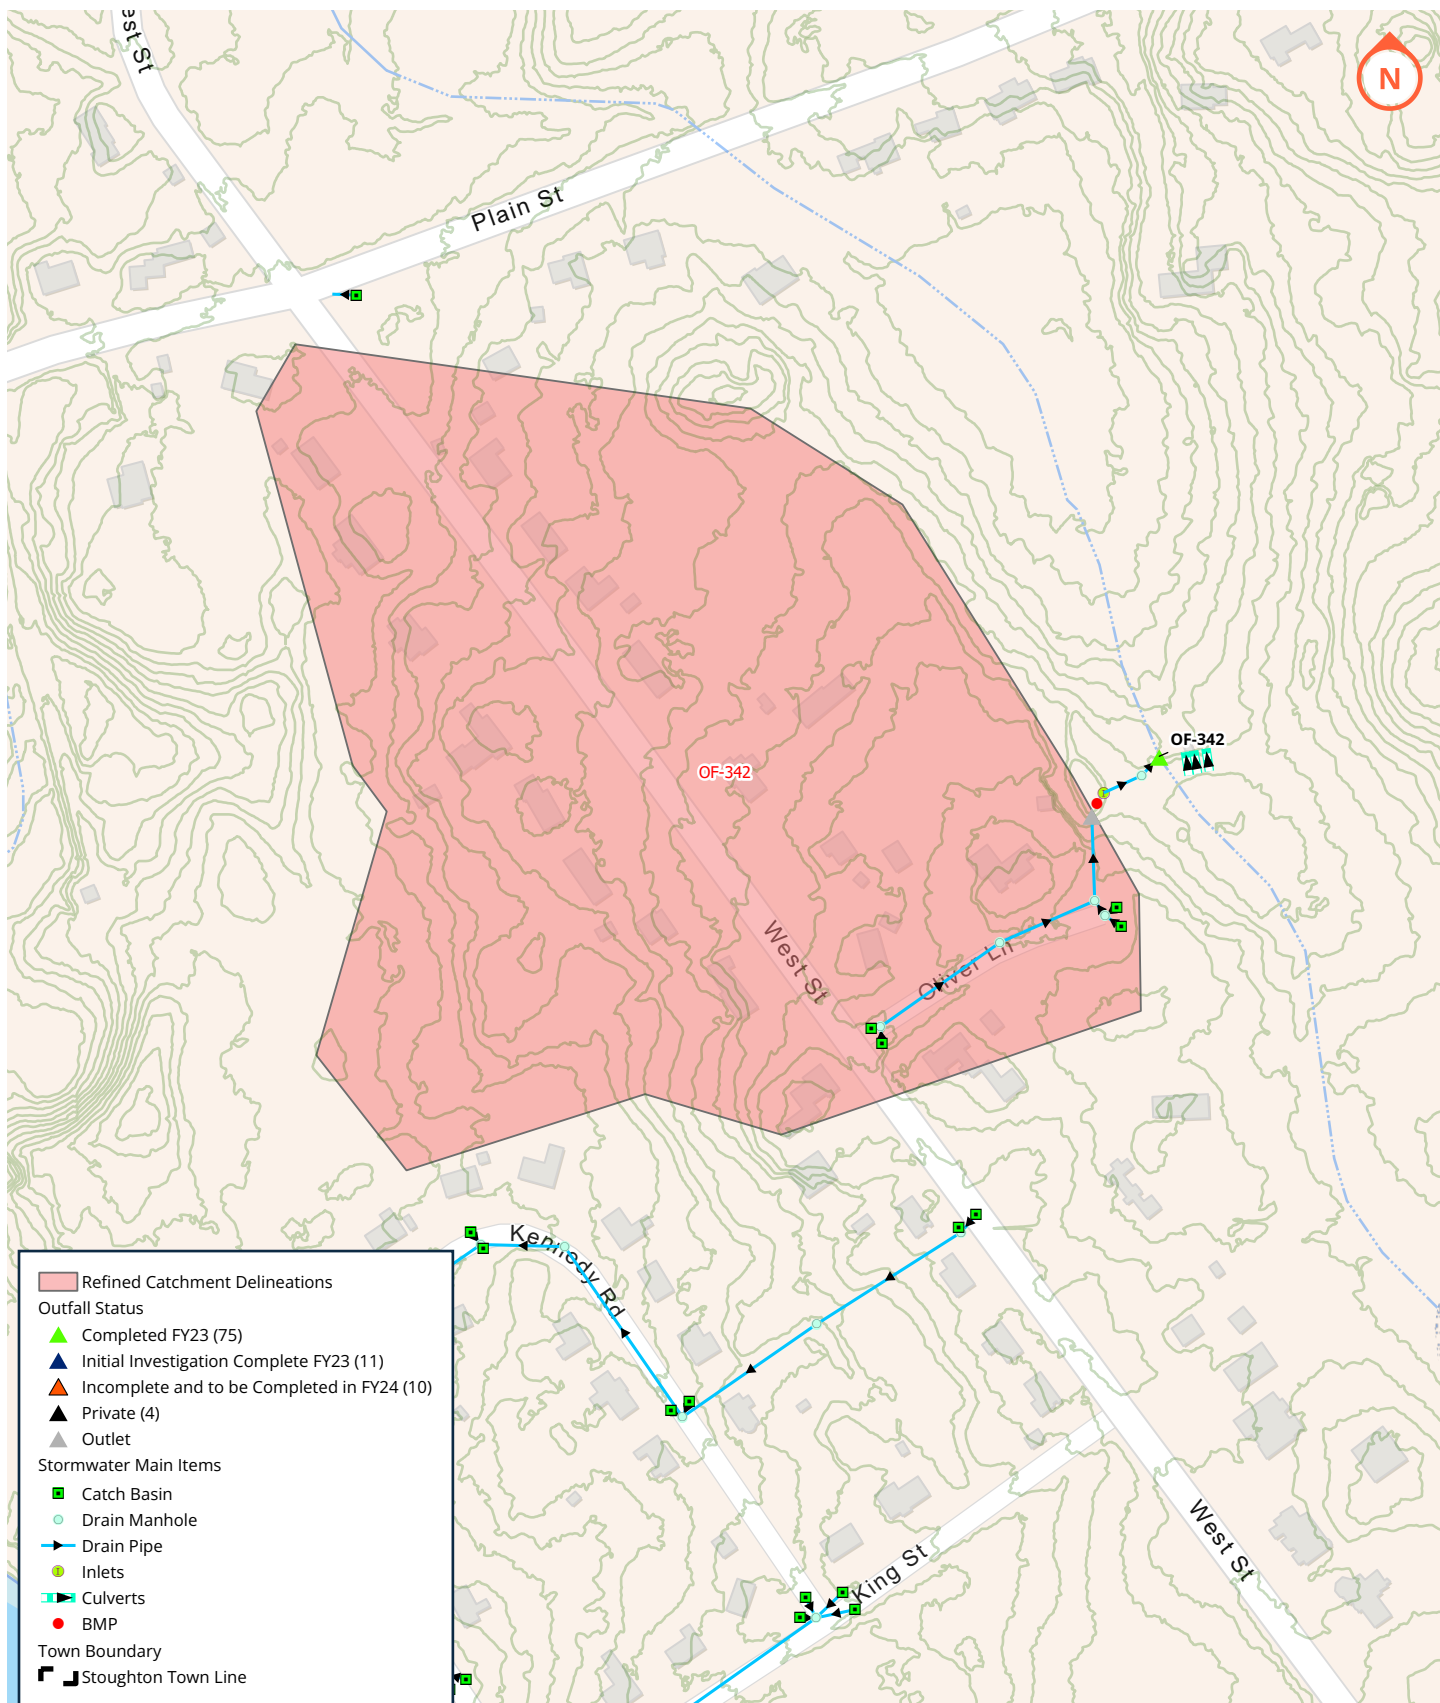 est St
N
Plain St
OF-342
OF-342
West St
Oliver Ln
Kennedy Rd
King St
West St
Refined Catchment Delineations
Outfall Status
Completed FY23 (75)
Initial Investigation Complete FY23 (11)
Incomplete and to be Completed in FY24 (10)
Private (4)
Outlet
Stormwater Main Items
Catch Basin
Drain Manhole
Drain Pipe
Inlets
Culverts
BMP
Town Boundary
Stoughton Town Line